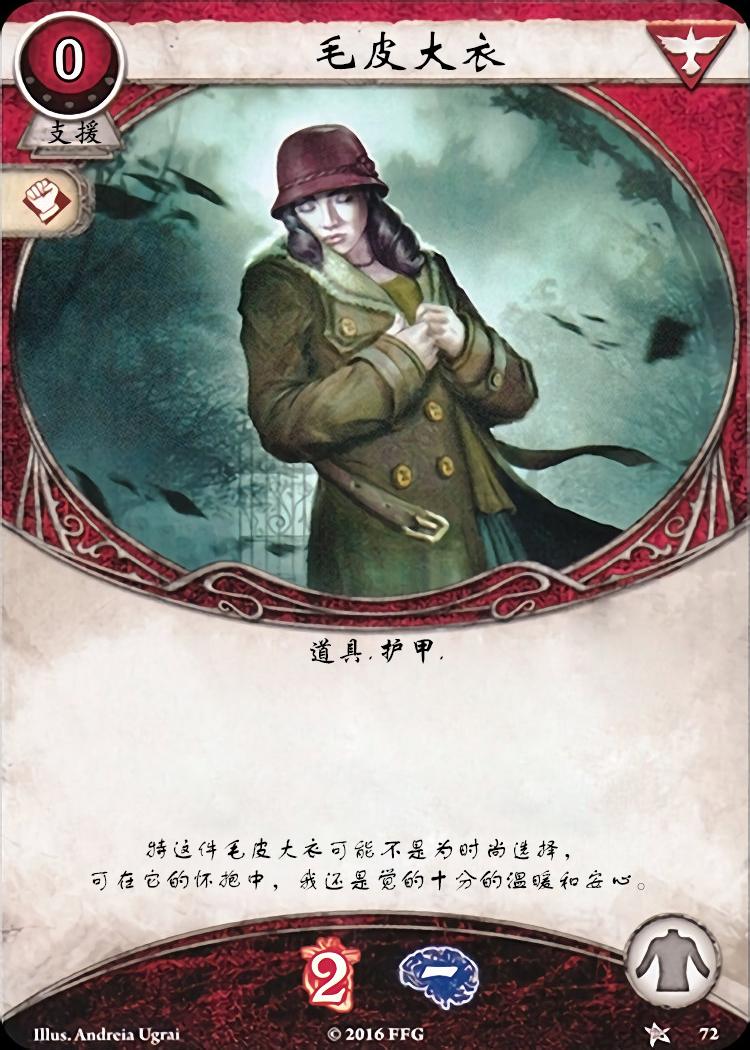 0
毛皮大衣
支援
道具.护甲.
特这件毛皮大衣可能不是为时尚选择，
可在它的怀抱中，我还是觉的十分的温暖和安心。
2
-
Illus. Andreia Ugrai
© 2016 FFG
72